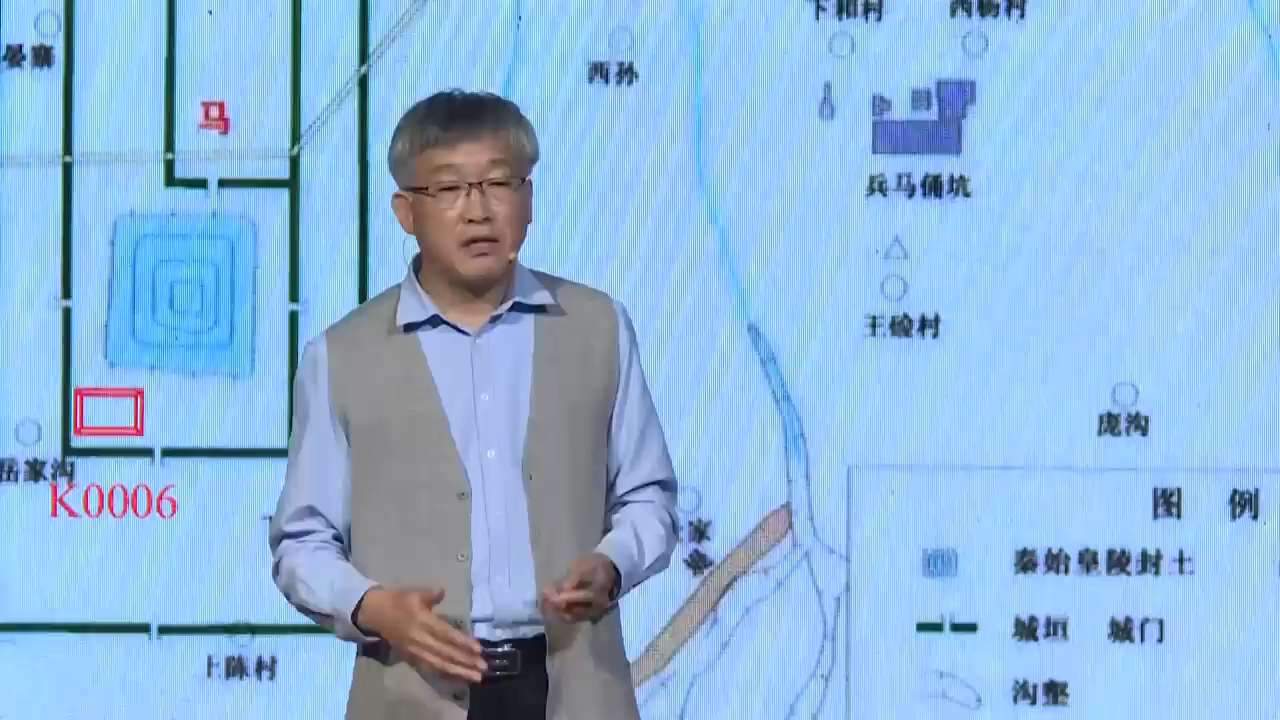 下和村
西杨村
晏寨
西孙
马
兵马俑坑
王硷村
庞沟
岳家沟
K0006
图 例
家
秦始皇陵封土
城垣 城门
上陈村
沟壑